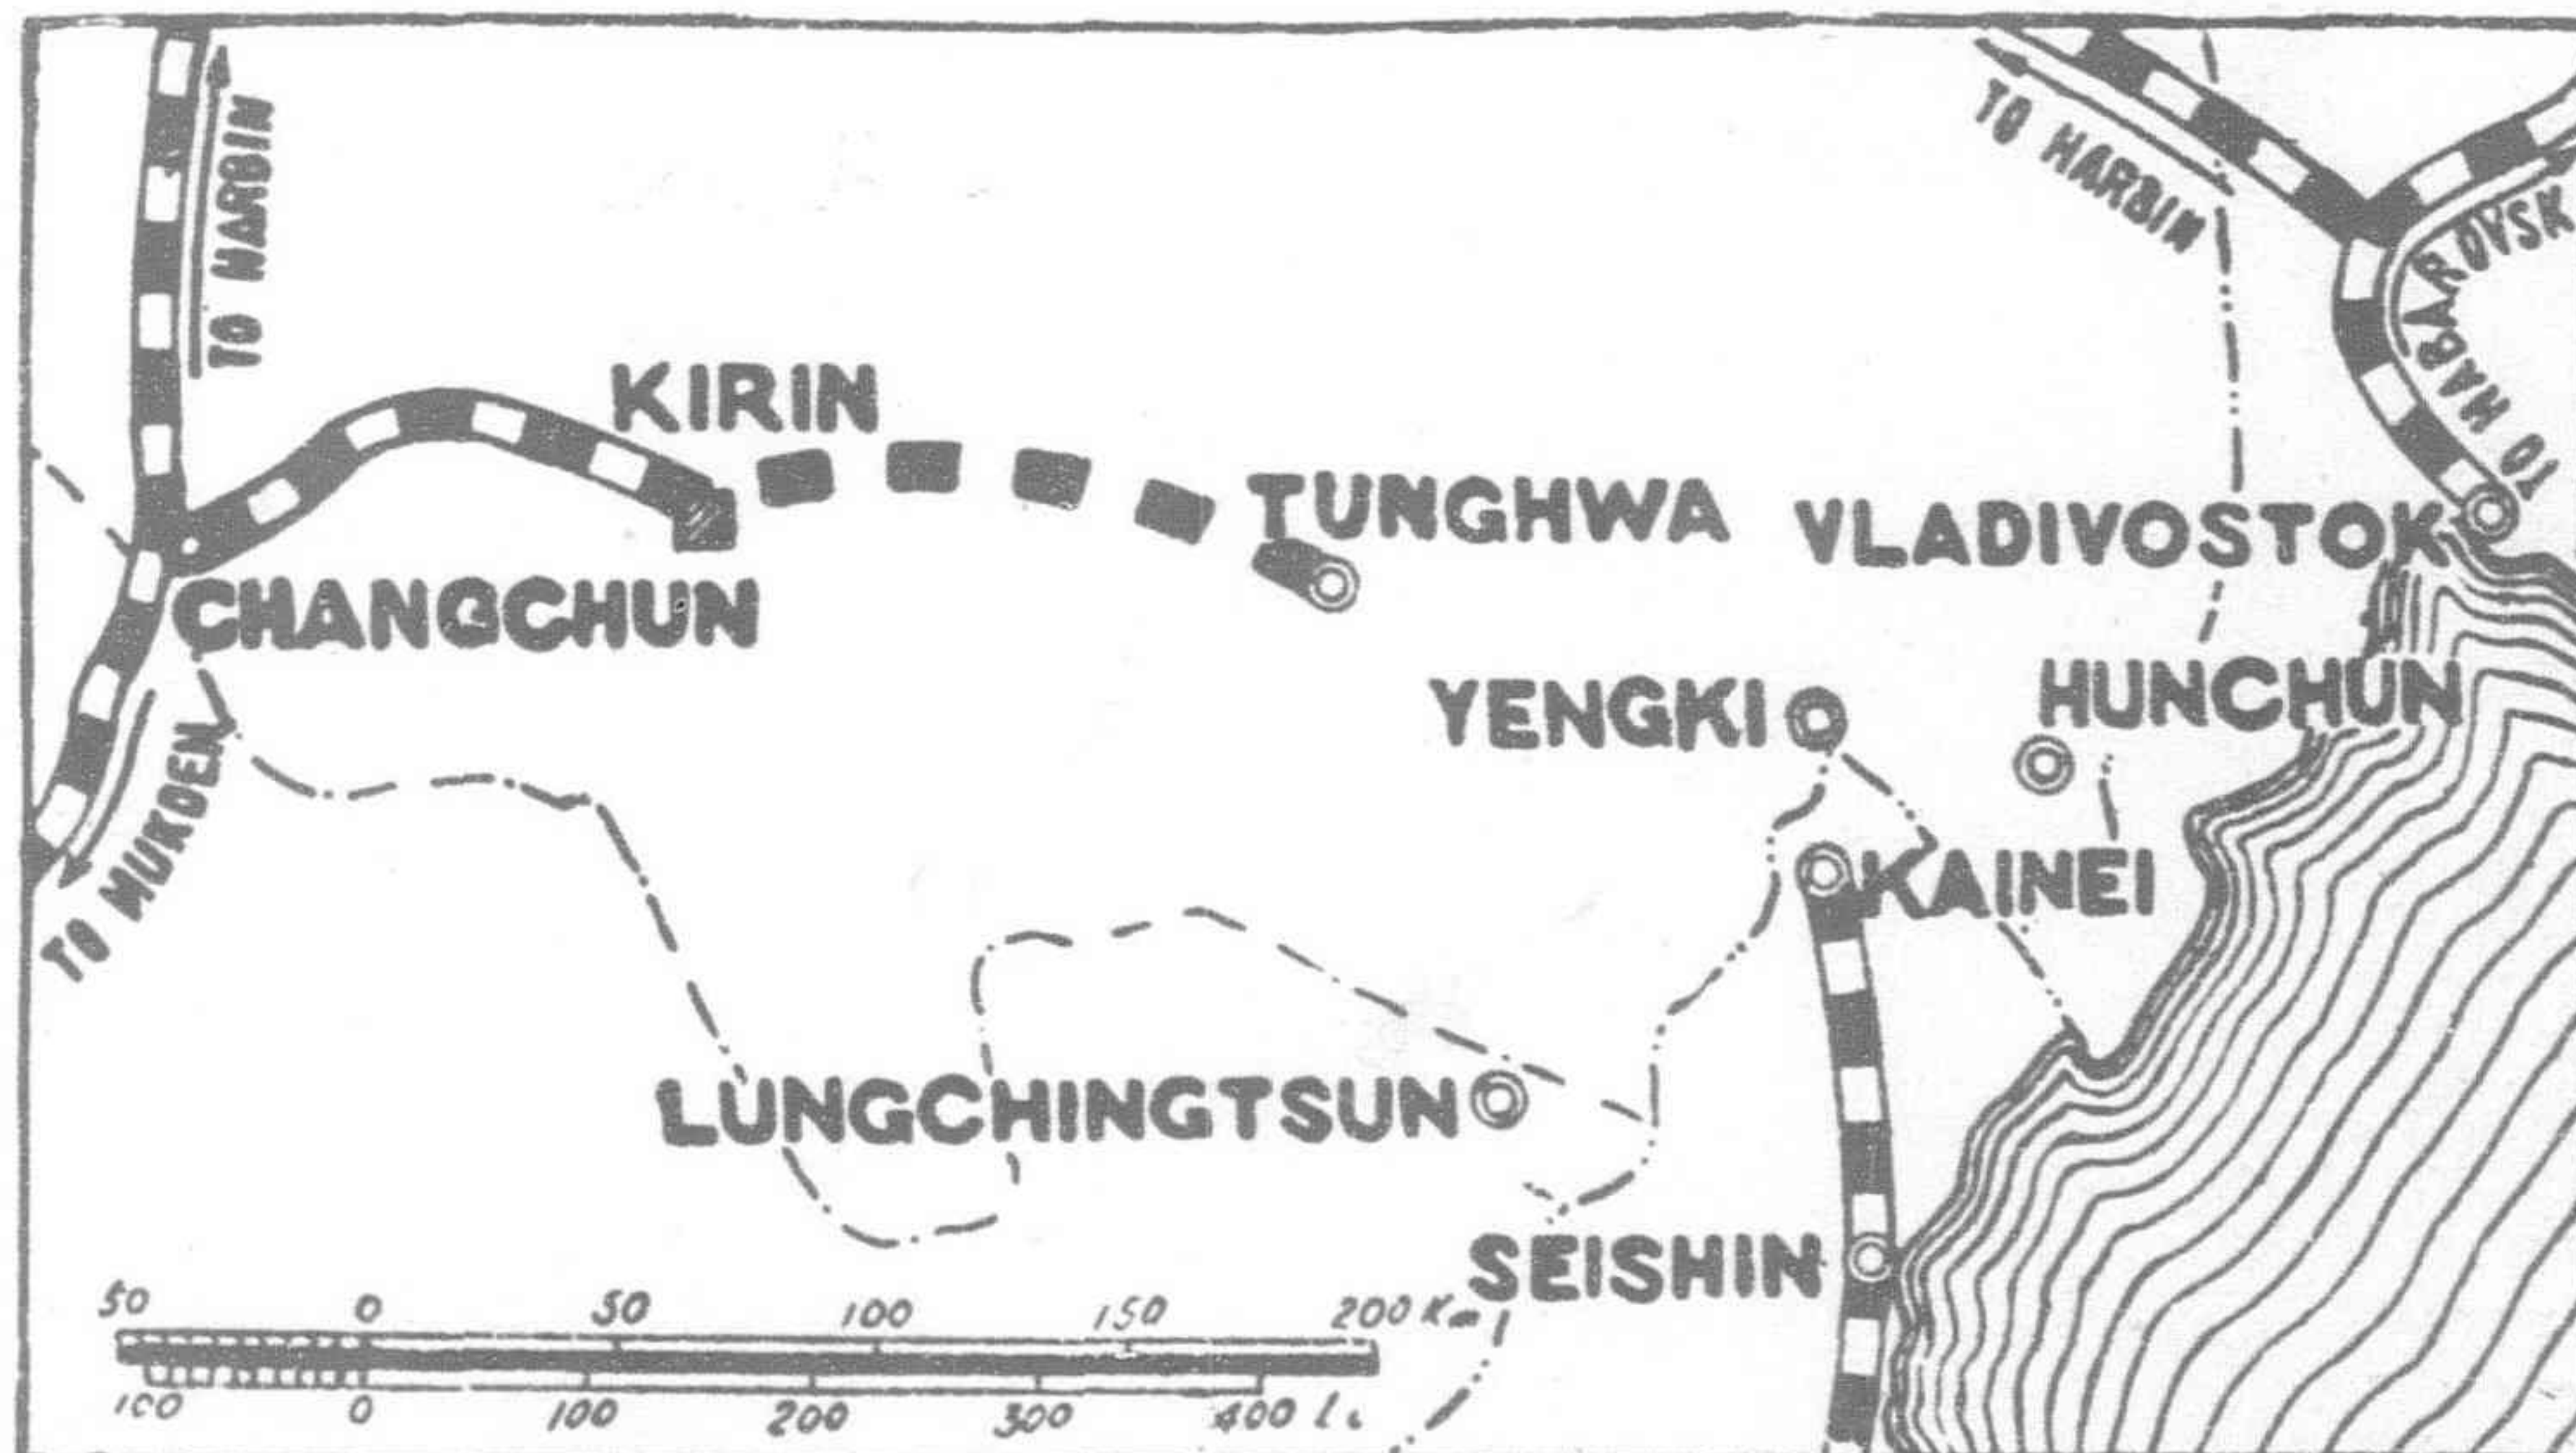 TO HARBIN
TO HARBIN
TO HABAROVSK
KIRIN
TUNGHWA
VLADIVOSTOK
CHANGCHUN
HUNCHUN
YENGKI
TO MUKDEN
KAINEI
LUNGCHINGTSUN
SEISHIN
50 0 50 100 150 200 Km
100 0 100 200 300 400 Li